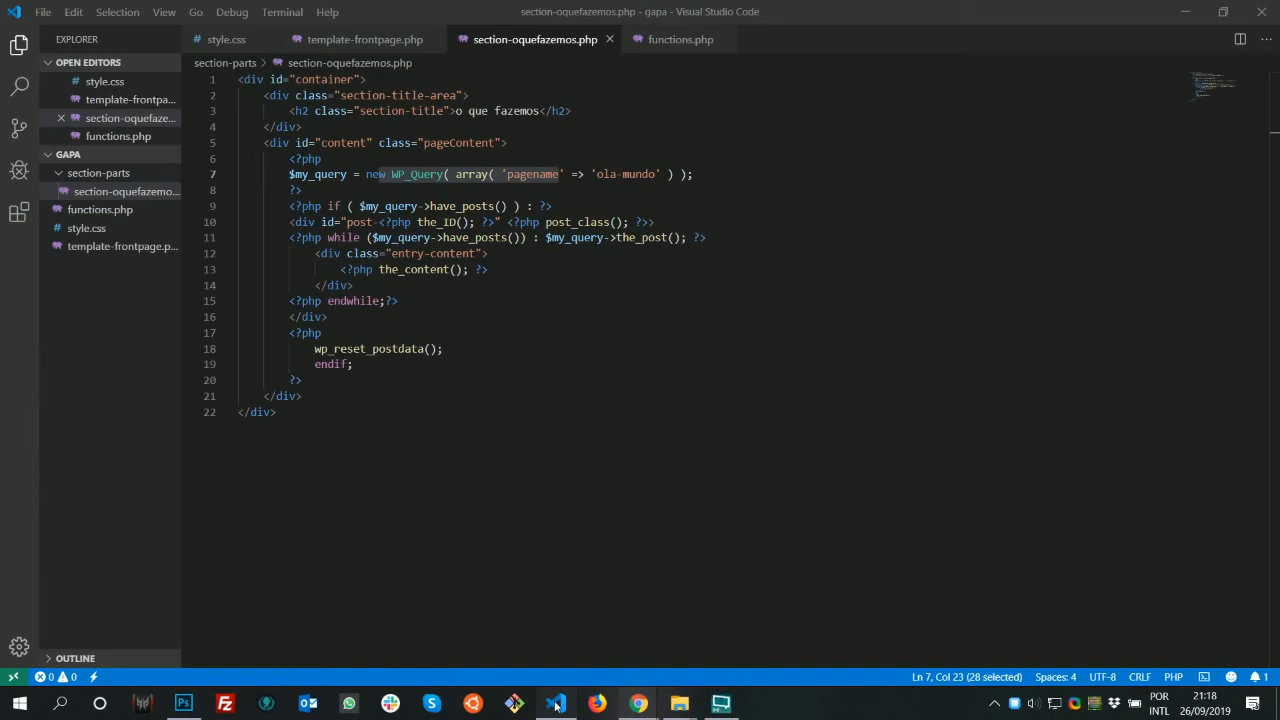 File Edit Selection View Go Debug Terminal Help
section-oquefazemos.php - gapa - Visual Studio Code
EXPLORER
style.css
template-frontpage.php
section-oquefazemos.php
functions.php
OPEN EDITORS
style.css
template-frontpa...
section-oquefaze...
functions.php
GAPA
section-parts
section-oquefazemo...
functions.php
style.css
template-frontpage.p...
OUTLINE
section-parts > section-oquefazemos.php
1 <div id="container">
2 <div class="section-title-area">
3 <h2 class="section-title">o que fazemos</h2>
4 </div>
5 <div id="content" class="pageContent">
6 <?php
7 $my_query = new WP_Query( array( 'pagename' => 'ola-mundo' ) );
8 ?>
9 <?php if ( $my_query->have_posts() ) : ?>
10 <div id="post-<?php the_ID(); ?>" <?php post_class(); ?>>
11 <?php while ($my_query->have_posts()) : $my_query->the_post(); ?>
12 <div class="entry-content">
13 <?php the_content(); ?>
14 </div>
15 <?php endwhile;?>
16 </div>
17 <?php
18 wp_reset_postdata();
19 endif;
20 ?>
21 </div>
22 </div>
0 0
Ln 7, Col 23 (28 selected) Spaces: 4 UTF-8 CRLF PHP 1
Ps
Fz
POR
INTL
21:18
26/09/2019